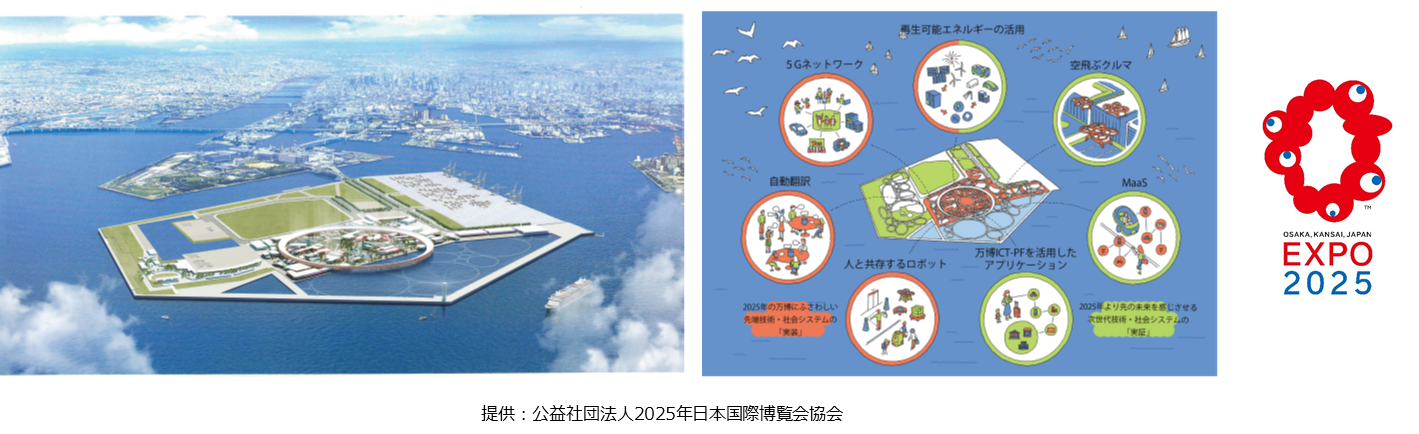 再生可能エネルギーの活用
5Gネットワーク
空飛ぶクルマ
自動翻訳
MaaS
人と共存するロボット
万博ICT-PFを活用した
アプリケーション
2025年の万博にふさわしい
先端技術・社会システムの
「実装」
2025年より先の未来を感じさせる
次世代技術・社会システムの
「実証」
TM
OSAKA, KANSAI, JAPAN
EXPO
2025
提供：公益社団法人2025年日本国際博覧会協会